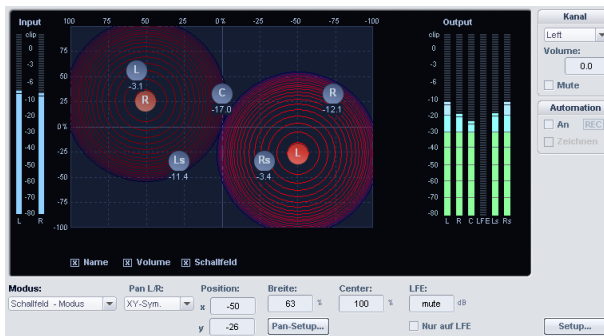 Input 100 75 50 25 0 % -25 -50 -75 -100 Output Kanal
clip clip Left
0 75 0 Volume:
-3 -3 0.0
-6 50 L R -6 Mute
-3.1 C -12.1
-10 25 R -17.0 -10 Automation
-20 -20 An REC
-30 0 % -30 Zeichnen
-40 -25 Ls Rs L -40
-50 -11.4 -3.4 -50
-60 -50 -60
-70 -75 -70
-80 -100 -80
L R L R C LFE Ls Rs
x Name x Volume x Schallfeld
Modus: Pan L/R: Position: Breite: Center: LFE:
Schallfeld - Modus XY-Sym. x -50 63 % 100 % mute dB
y -26 Pan-Setup... Nur auf LFE Setup...